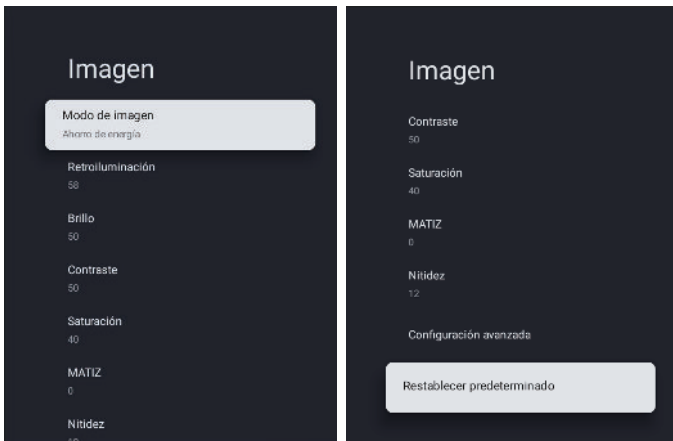 Imagen
Modo de imagen
Ahorro de energía
Retroiluminación
58
Brillo
50
Contraste
50
Saturación
40
MATIZ
0
Nitidez
Imagen
Contraste
50
Saturación
40
MATIZ
0
Nitidez
12
Configuración avanzada
Restablecer predeterminado